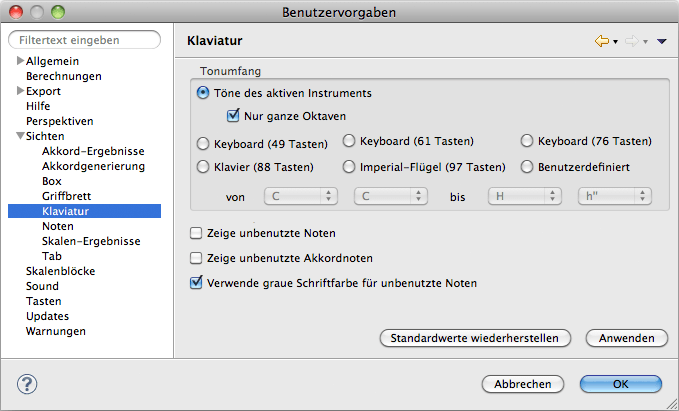 Benutzervorgaben
Filtertext eingeben
Allgemein
Berechnungen
Export
Hilfe
Perspektiven
Sichten
Akkord-Ergebnisse
Akkordgenerierung
Box
Griffbrett
Klaviatur
Noten
Skalen-Ergebnisse
Tab
Skalenblöcke
Sound
Tasten
Updates
Warnungen
Klaviatur
Tonumfang
Töne des aktiven Instruments
Nur ganze Oktaven
Keyboard (49 Tasten) Keyboard (61 Tasten) Keyboard (76 Tasten)
Klavier (88 Tasten) Imperial-Flügel (97 Tasten) Benutzerdefiniert
von C C bis H h"
Zeige unbenutzte Noten
Zeige unbenutzte Akkordnoten
Verwende graue Schriftfarbe für unbenutzte Noten
Standardwerte wiederherstellen Anwenden
? Abbrechen OK